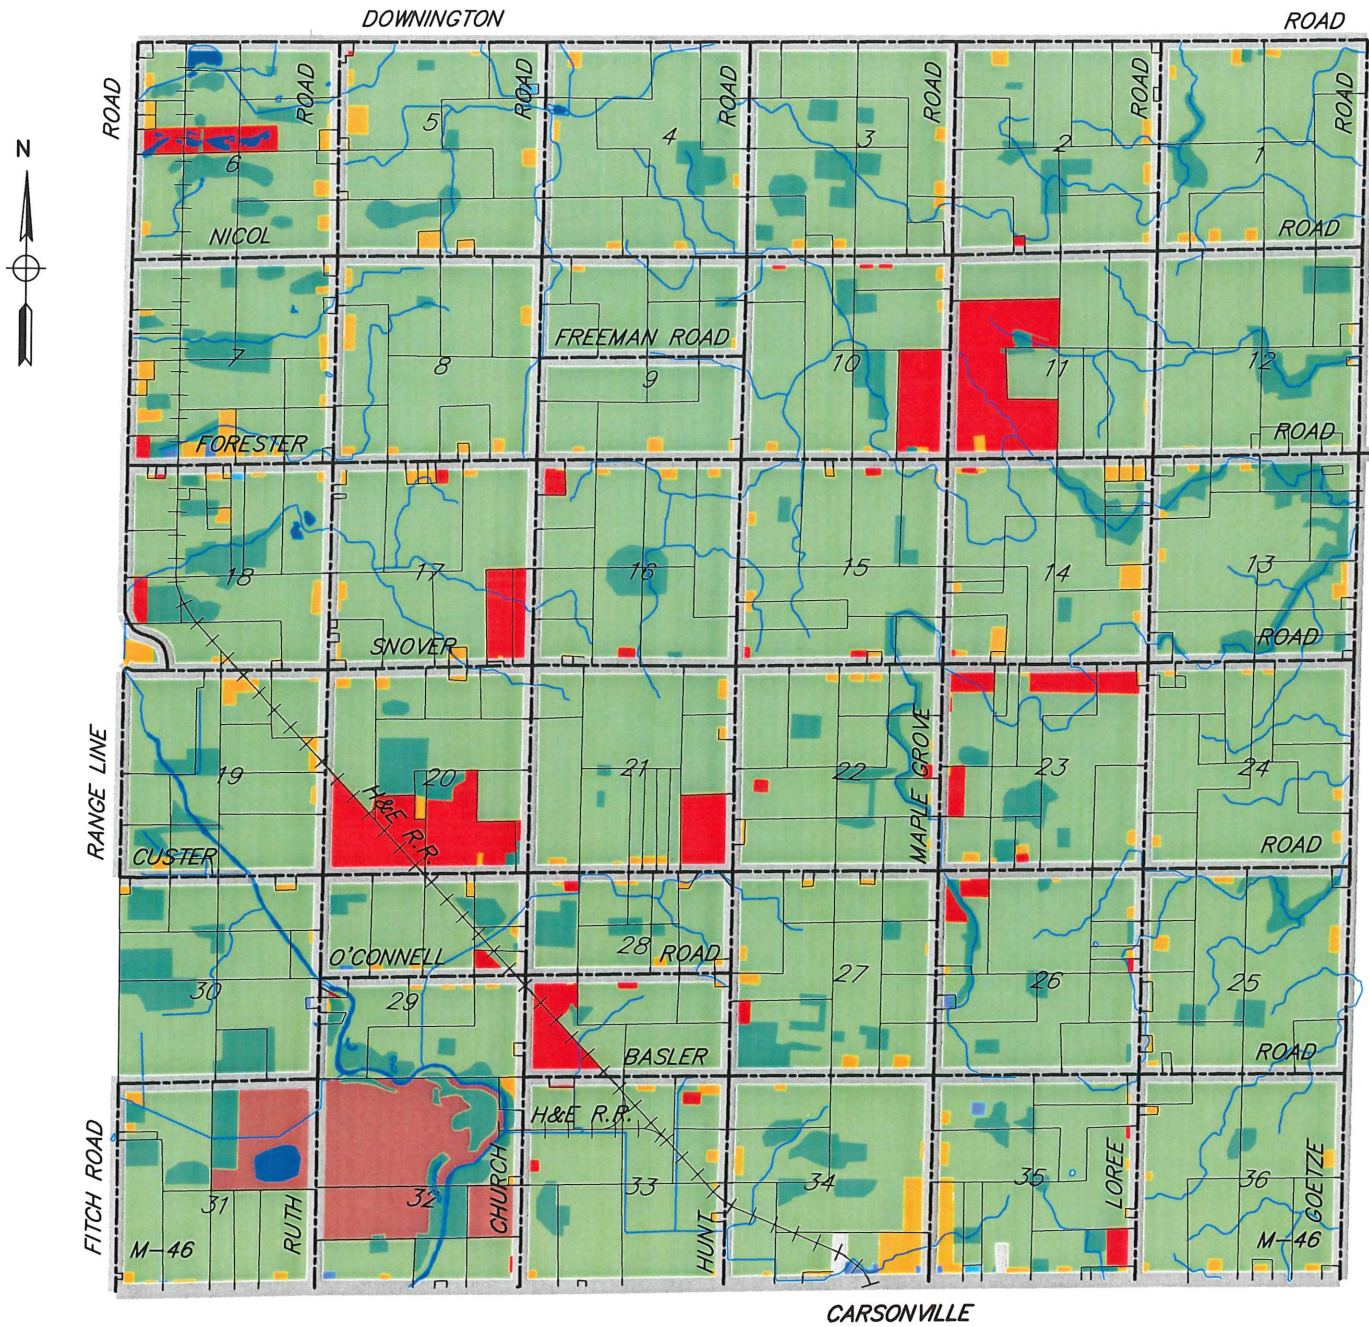 DOWNINGTON ROAD
ROAD ROAD ROAD ROAD ROAD ROAD ROAD
N
6 5 4 3 2 1
NICOL ROAD
FREEMAN ROAD
7 8 9 10 11 12
FORESTER ROAD
18 17 16 15 14 13
SNOVER ROAD
RANGE LINE
MAPLE GROVE
19 20 21 22 23 24
H&E R.R.
CUSTER ROAD
O'CONNELL 28 ROAD
30 29 27 26 25
BASLER ROAD
H&E R.R.
FITCH ROAD
RUTH
CHURCH
HUNT
LOREE
GOETZE
31 32 33 34 35 36
M-46 M-46
CARSONVILLE